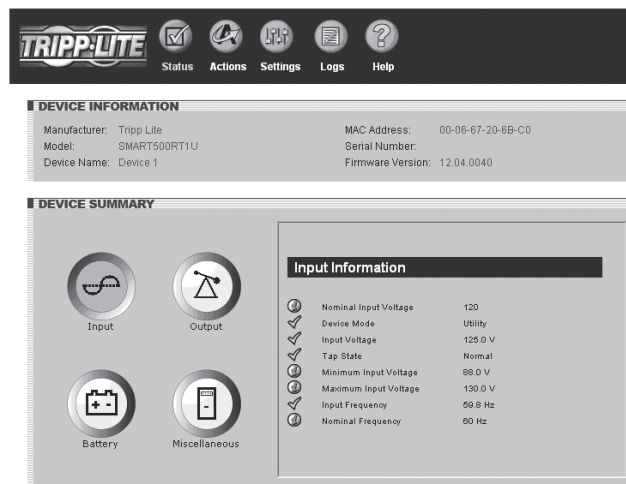 TRIPP·LITE
Status Actions Settings Logs Help
DEVICE INFORMATION
Manufacturer: Tripp Lite MAC Address: 00-06-67-20-6B-C0
Model: SMART500RT1U Serial Number:
Device Name: Device 1 Firmware Version: 12.04.0040
DEVICE SUMMARY
Input Information
Nominal Input Voltage 120
Device Mode Utility
Input Voltage 125.0 V
Tap State Normal
Minimum Input Voltage 88.0 V
Maximum Input Voltage 130.0 V
Input Frequency 59.8 Hz
Nominal Frequency 60 Hz
Input Output
Battery Miscellaneous